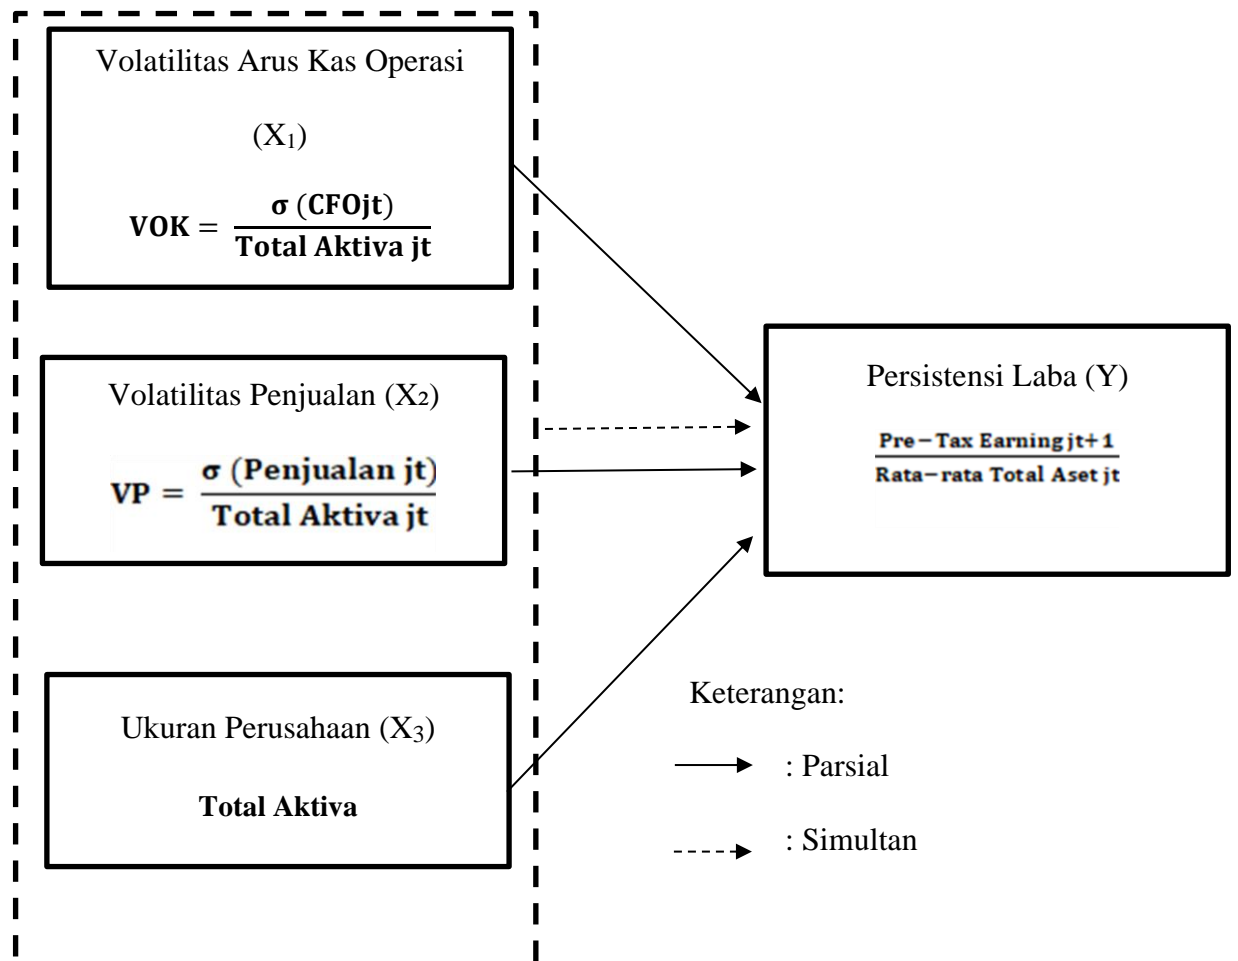 Volatilitas Arus Kas Operasi
(X₁)
VOK = σ (CFOjt) / Total Aktiva jt
Volatilitas Penjualan (X₂)
VP = σ (Penjualan jt) / Total Aktiva jt
Ukuran Perusahaan (X₃)
Total Aktiva
Persistensi Laba (Y)
Pre−Tax Earning jt+1
Rata−rata Total Aset jt
Keterangan:
: Parsial
: Simultan